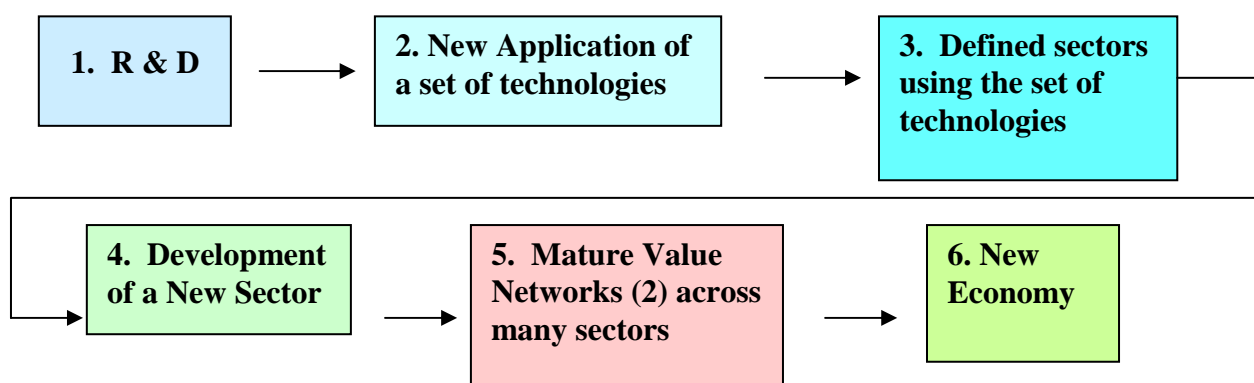 1. R & D
2. New Application of
a set of technologies
3. Defined sectors
using the set of
technologies
4. Development
of a New Sector
5. Mature Value
Networks (2) across
many sectors
6. New
Economy